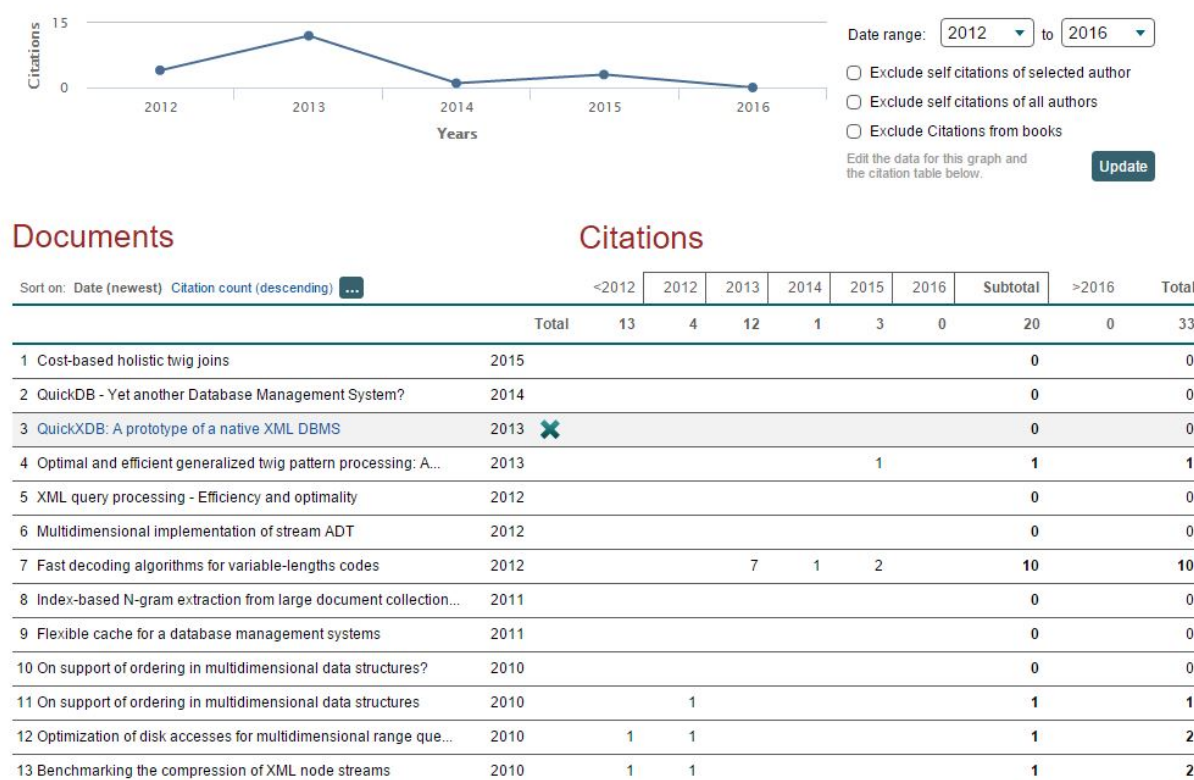 15
Citations
0
2012 2013 2014 2015 2016
Years
Date range: 2012 to 2016
Exclude self citations of selected author
Exclude self citations of all authors
Exclude Citations from books
Edit the data for this graph and
the citation table below.
Update
Documents Citations
Sort on: Date (newest) Citation count (descending) ...
<2012 2012 2013 2014 2015 2016 Subtotal >2016 Total
Total 13 4 12 1 3 0 20 0 33
1 Cost-based holistic twig joins 2015 0 0
2 QuickDB - Yet another Database Management System? 2014 0 0
3 QuickXDB: A prototype of a native XML DBMS 2013 0 0
4 Optimal and efficient generalized twig pattern processing: A... 2013 1 1 1
5 XML query processing - Efficiency and optimality 2012 0 0
6 Multidimensional implementation of stream ADT 2012 0 0
7 Fast decoding algorithms for variable-lengths codes 2012 7 1 2 10 10
8 Index-based N-gram extraction from large document collection... 2011 0 0
9 Flexible cache for a database management systems 2011 0 0
10 On support of ordering in multidimensional data structures? 2010 0 0
11 On support of ordering in multidimensional data structures 2010 1 1 1
12 Optimization of disk accesses for multidimensional range que... 2010 1 1 1 2
13 Benchmarking the compression of XML node streams 2010 1 1 1 2